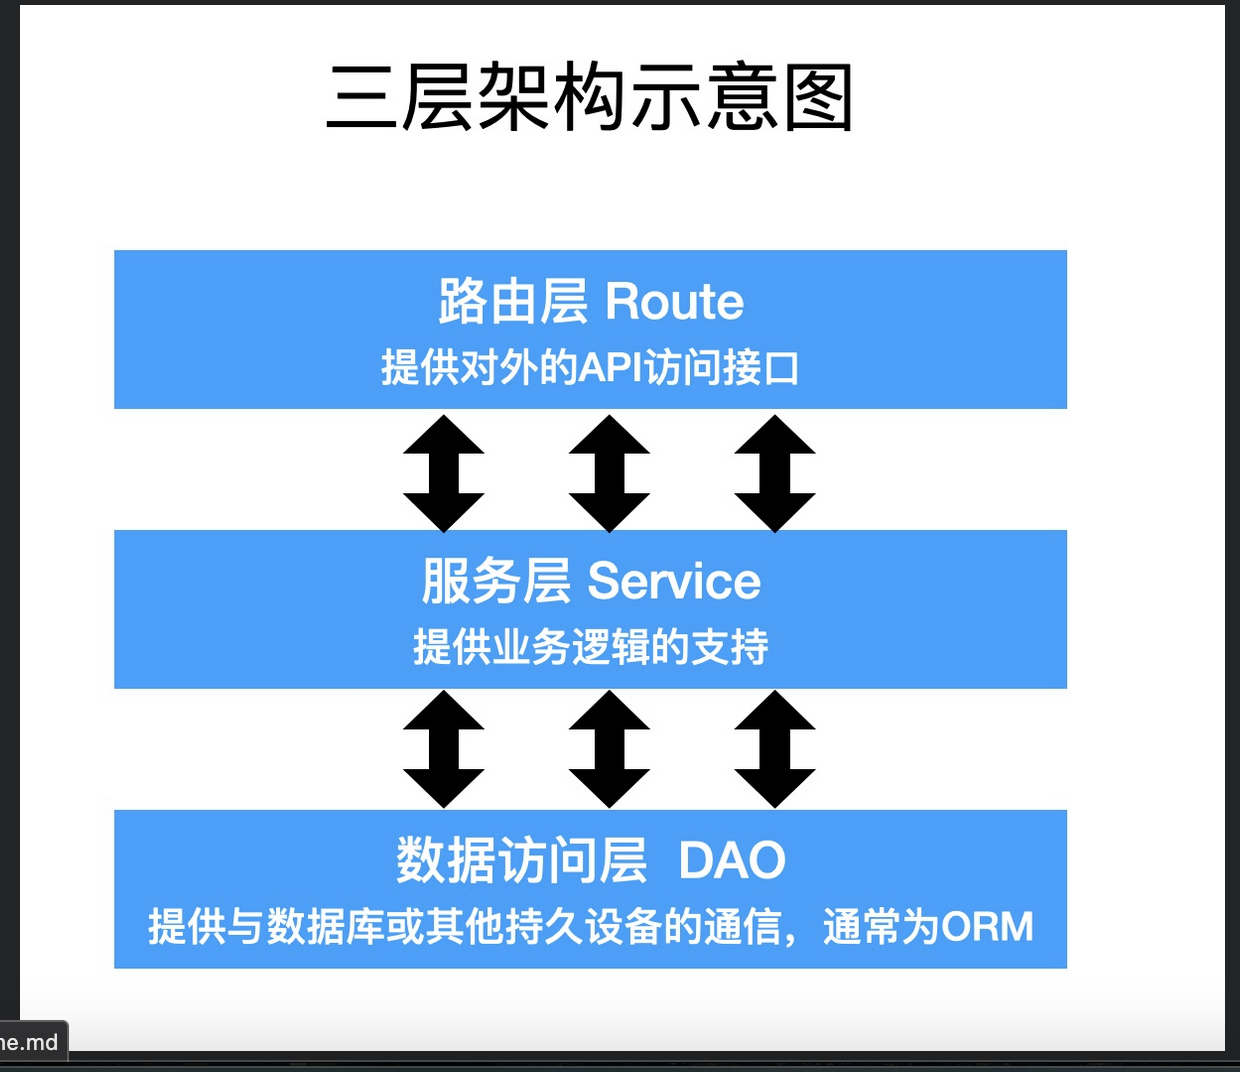 三层架构示意图
路由层 Route
提供对外的API访问接口
服务层 Service
提供业务逻辑的支持
数据访问层 DAO
提供与数据库或其他持久设备的通信，通常为ORM
ne.md